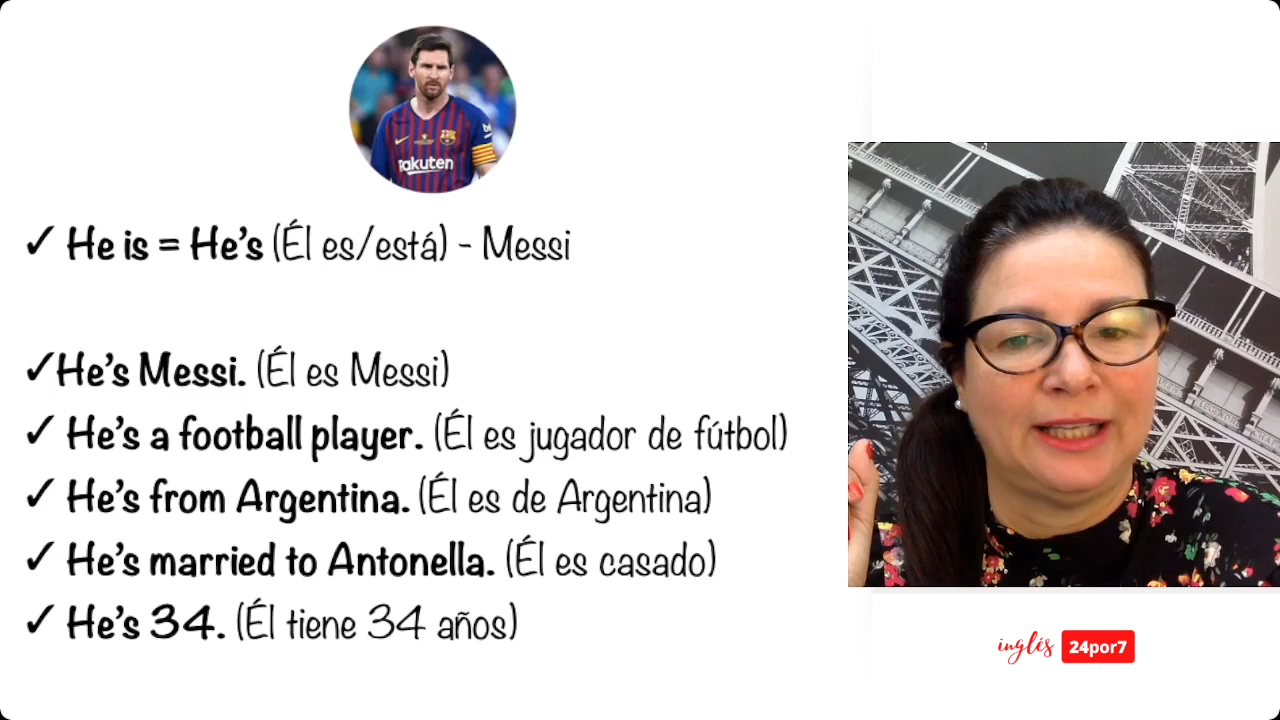 Rakuten
✓ He is = He's (Él es/está) - Messi
✓He's Messi. (Él es Messi)
✓ He's a football player. (Él es jugador de fútbol)
✓ He's from Argentina. (Él es de Argentina)
✓ He's married to Antonella. (Él es casado)
✓ He's 34. (Él tiene 34 años)
inglés 24por7